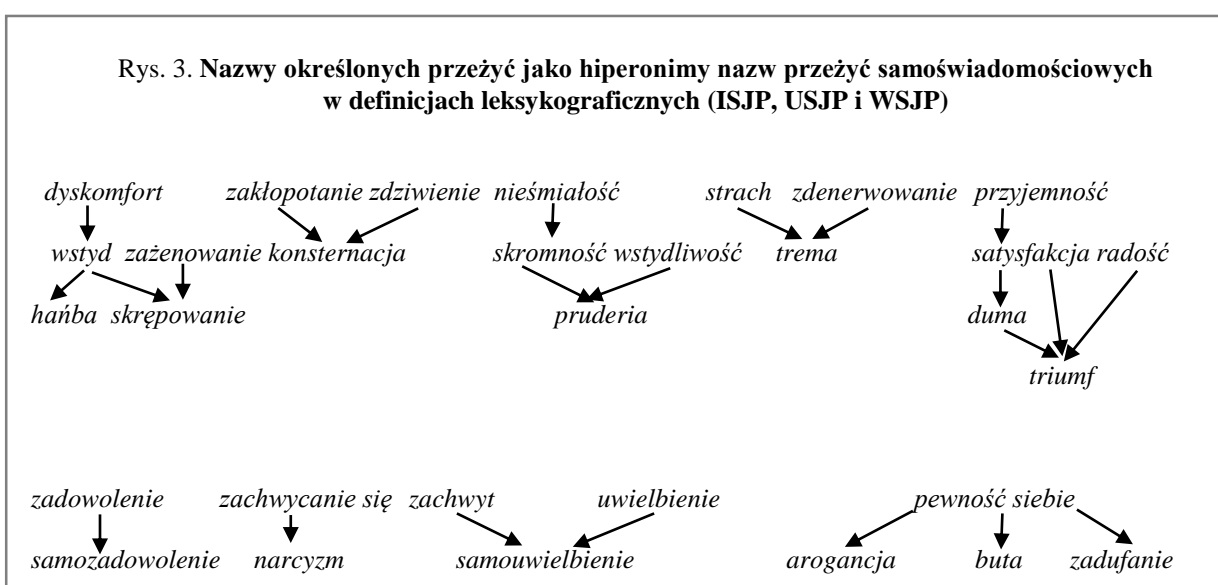 Rys. 3. Nazwy określonych przeżyć jako hiperonimy nazw przeżyć samoświadomościowych
w definicjach leksykograficznych (ISJP, USJP i WSJP)
dyskomfort zakłopotanie zdziwienie nieśmiałość strach zdenerwowanie przyjemność
wstyd zażenowanie konsternacja skromność wstydliwość trema satysfakcja radość
hańba skrępowanie pruderia duma
triumf
zadowolenie zachwycanie się zachwyt uwielbienie pewność siebie
samozadowolenie narcyzm samouwielbienie arogancja buta zadufanie